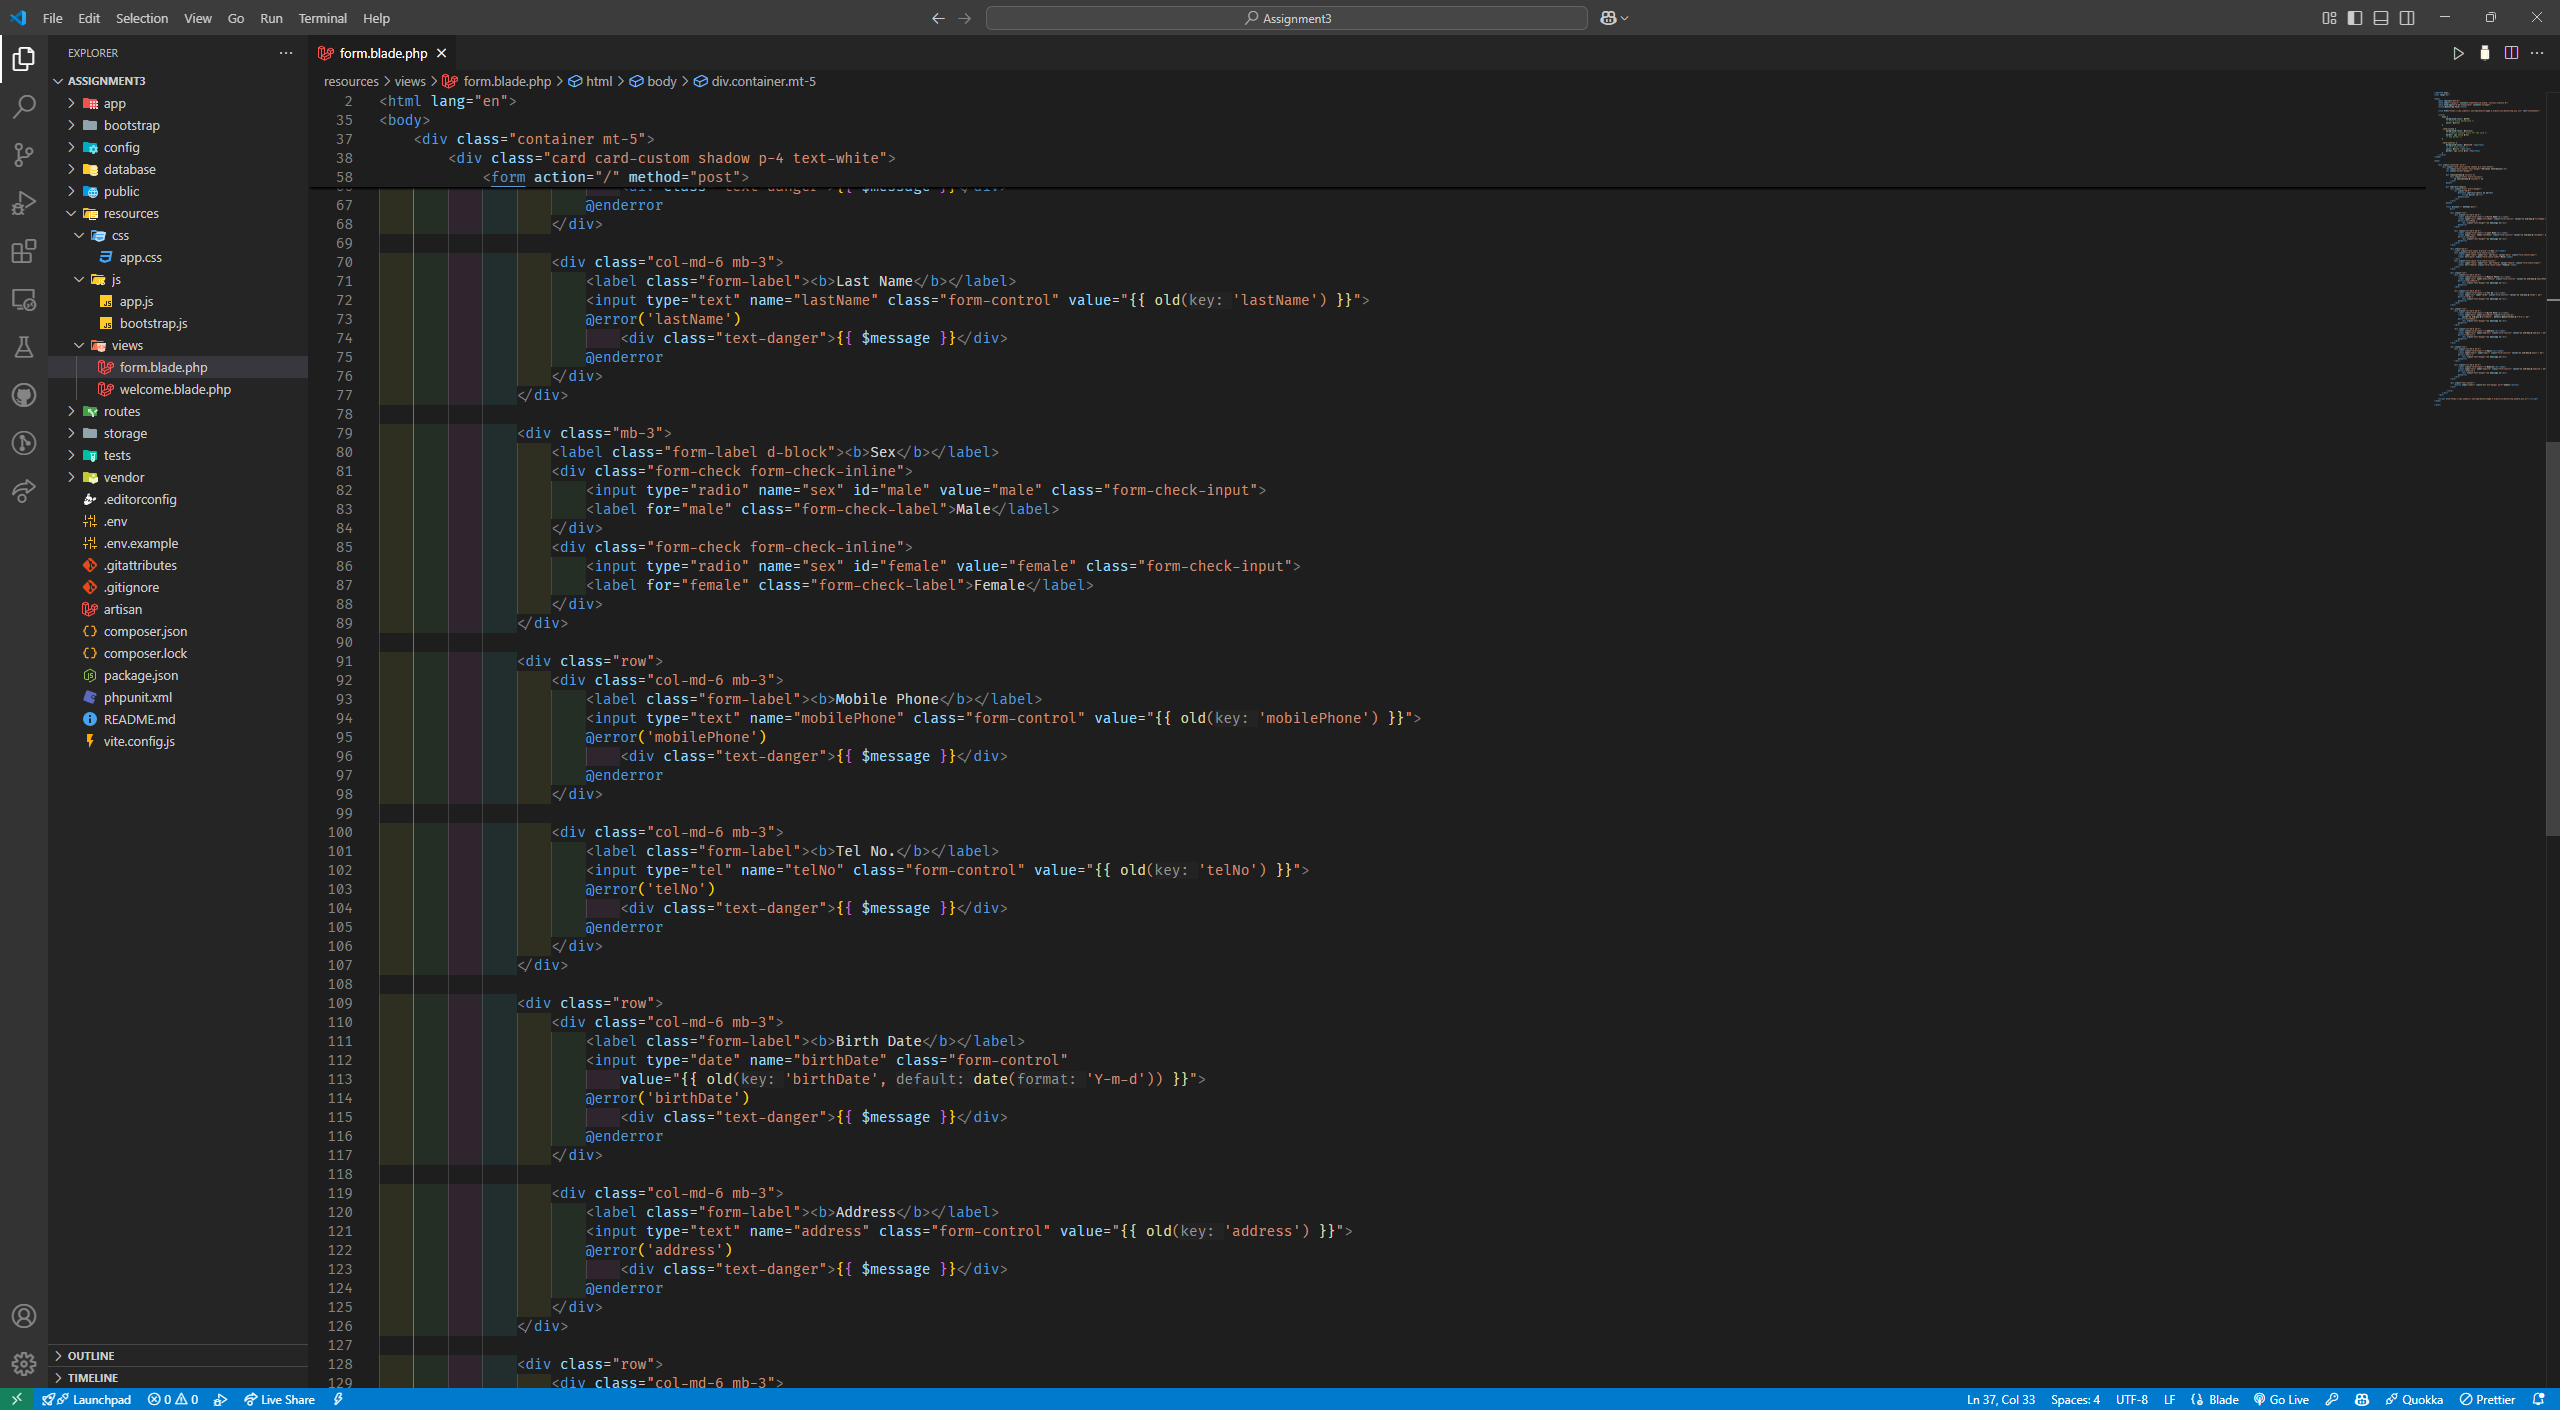 File Edit Selection View Go Run Terminal Help
Assignment3
EXPLORER
ASSIGNMENT3
app
bootstrap
config
database
public
resources
css
app.css
js
app.js
bootstrap.js
views
form.blade.php
welcome.blade.php
routes
storage
tests
vendor
.editorconfig
.env
.env.example
.gitattributes
.gitignore
artisan
composer.json
composer.lock
package.json
phpunit.xml
README.md
vite.config.js
OUTLINE
TIMELINE
form.blade.php
resources > views > form.blade.php > html > body > div.container.mt-5
2 <html lang="en">
35 <body>
37 <div class="container mt-5">
38 <div class="card card-custom shadow p-4 text-white">
58 <form action="/" method="post">
66 <div class="text-danger">{{ $message }}</div>
67 @enderror
68 </div>
69
70 <div class="col-md-6 mb-3">
71 <label class="form-label"><b>Last Name</b></label>
72 <input type="text" name="lastName" class="form-control" value="{{ old(key: 'lastName') }}">
73 @error('lastName')
74 <div class="text-danger">{{ $message }}</div>
75 @enderror
76 </div>
77 </div>
78
79 <div class="mb-3">
80 <label class="form-label d-block"><b>Sex</b></label>
81 <div class="form-check form-check-inline">
82 <input type="radio" name="sex" id="male" value="male" class="form-check-input">
83 <label for="male" class="form-check-label">Male</label>
84 </div>
85 <div class="form-check form-check-inline">
86 <input type="radio" name="sex" id="female" value="female" class="form-check-input">
87 <label for="female" class="form-check-label">Female</label>
88 </div>
89 </div>
90
91 <div class="row">
92 <div class="col-md-6 mb-3">
93 <label class="form-label"><b>Mobile Phone</b></label>
94 <input type="text" name="mobilePhone" class="form-control" value="{{ old(key: 'mobilePhone') }}">
95 @error('mobilePhone')
96 <div class="text-danger">{{ $message }}</div>
97 @enderror
98 </div>
99
100 <div class="col-md-6 mb-3">
101 <label class="form-label"><b>Tel No.</b></label>
102 <input type="tel" name="telNo" class="form-control" value="{{ old(key: 'telNo') }}">
103 @error('telNo')
104 <div class="text-danger">{{ $message }}</div>
105 @enderror
106 </div>
107 </div>
108
109 <div class="row">
110 <div class="col-md-6 mb-3">
111 <label class="form-label"><b>Birth Date</b></label>
112 <input type="date" name="birthDate" class="form-control"
113 value="{{ old(key: 'birthDate', default: date(format: 'Y-m-d')) }}">
114 @error('birthDate')
115 <div class="text-danger">{{ $message }}</div>
116 @enderror
117 </div>
118
119 <div class="col-md-6 mb-3">
120 <label class="form-label"><b>Address</b></label>
121 <input type="text" name="address" class="form-control" value="{{ old(key: 'address') }}">
122 @error('address')
123 <div class="text-danger">{{ $message }}</div>
124 @enderror
125 </div>
126 </div>
127
128 <div class="row">
129 <div class="col-md-6 mb-3">
Launchpad 0 0 Live Share
Ln 37, Col 33 Spaces: 4 UTF-8 LF Blade Go Live Quokka Prettier